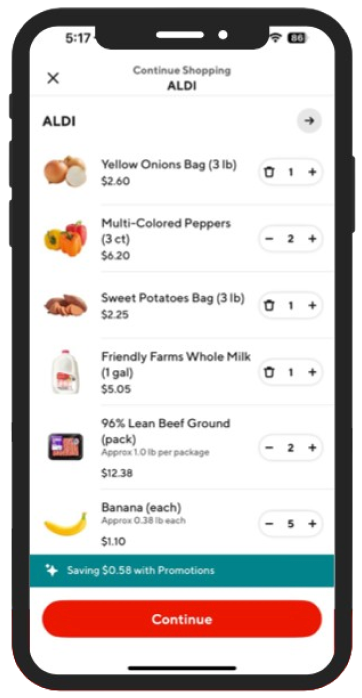 5:17
86
Continue Shopping
ALDI
ALDI
Yellow Onions Bag (3 lb)
$2.60
1 +
Multi-Colored Peppers
(3 ct)
$6.20
− 2 +
Sweet Potatoes Bag (3 lb)
$2.25
1 +
Friendly Farms Whole Milk
(1 gal)
$5.05
1 +
96% Lean Beef Ground
(pack)
Approx 1.0 lb per package
$12.38
− 2 +
Banana (each)
Approx 0.38 lb each
$1.10
− 5 +
Saving $0.58 with Promotions
Continue